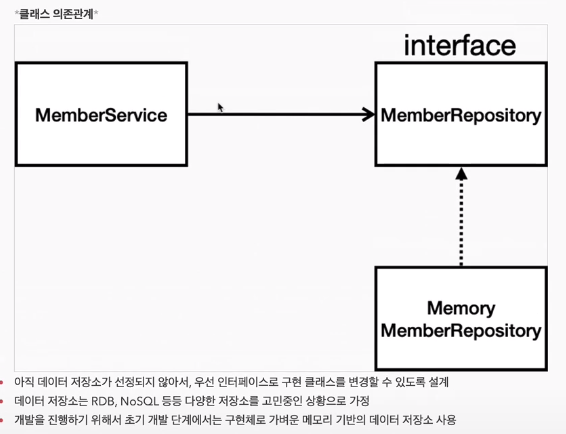 *클래스 의존관계*
interface
MemberService
MemberRepository
Memory
MemberRepository
아직 데이터 저장소가 선정되지 않아서, 우선 인터페이스로 구현 클래스를 변경할 수 있도록 설계
데이터 저장소는 RDB, NoSQL 등등 다양한 저장소를 고민중인 상황으로 가정
개발을 진행하기 위해서 초기 개발 단계에서는 구현체로 가벼운 메모리 기반의 데이터 저장소 사용